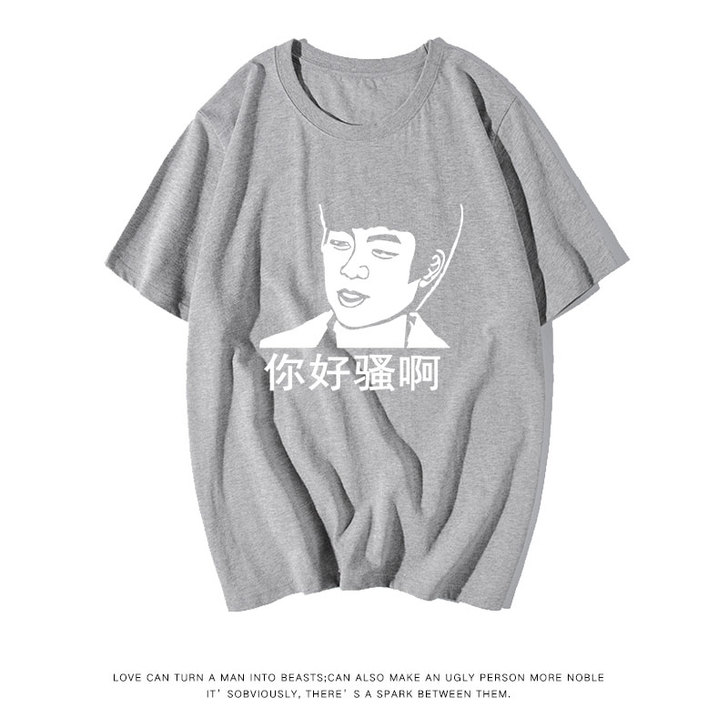 你好骚啊
LOVE CAN TURN A MAN INTO BEASTS;CAN ALSO MAKE AN UGLY PERSON MORE NOBLE
IT' SOBVIOUSLY, THERE' S A SPARK BETWEEN THEM.